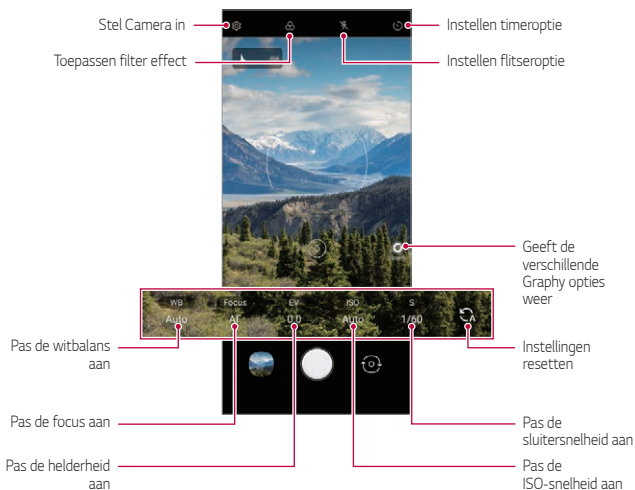 Stel Camera in
Instellen timeroptie
Toepassen filter effect
Instellen flitseroptie
Geeft de
verschillende
Graphy opties
weer
WB Focus EV ISO S
Auto AF 0.0 Auto 1/60
Pas de witbalans
aan
Instellingen
resetten
Pas de focus aan
Pas de
sluitersnelheid aan
Pas de helderheid
aan
Pas de
ISO-snelheid aan